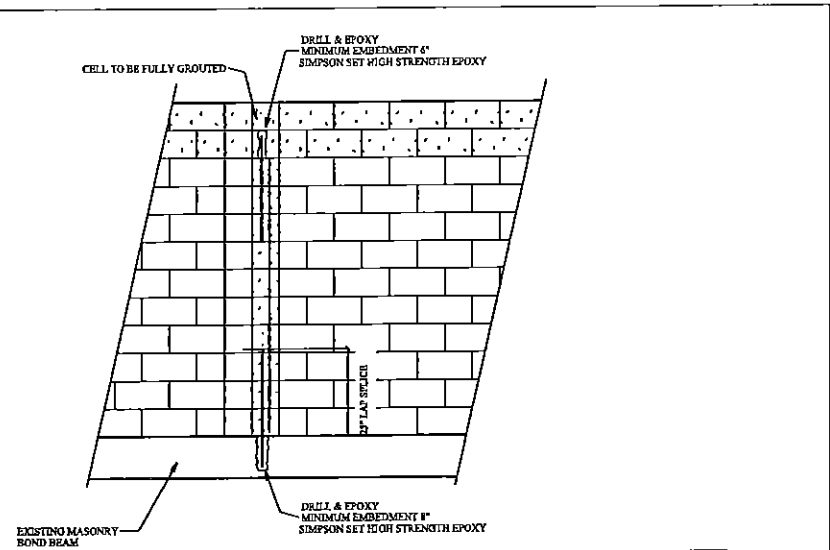 DRILL & EPOXY
MINIMUM EMBEDMENT 6"
SIMPSON SET HIGH STRENGTH EPOXY
CELL TO BE FULLY GROUTED
25" LAP SPLICE
DRILL & EPOXY
MINIMUM EMBEDMENT 8"
SIMPSON SET HIGH STRENGTH EPOXY
EXISTING MASONRY
BOND BEAM